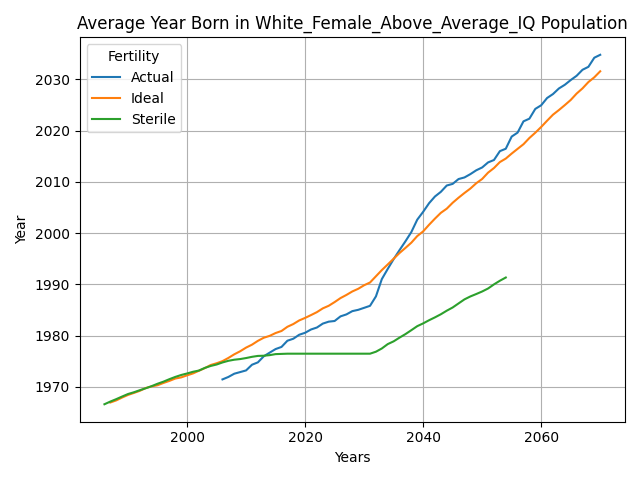 Average Year Born in White_Female_Above_Average_IQ Population
Fertility
Actual
Ideal
Sterile
Year
2030
2020
2010
2000
1990
1980
1970
2000
2020
2040
2060
Years